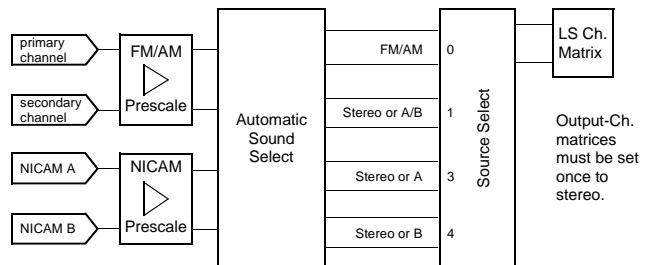 primary
channel
secondary
channel
NICAM A
NICAM B
FM/AM
Prescale
NICAM
Prescale
Automatic
Sound
Select
FM/AM
Stereo or A/B
Stereo or A
Stereo or B
0
1
3
4
Source Select
LS Ch.
Matrix
Output-Ch.
matrices
must be set
once to
stereo.